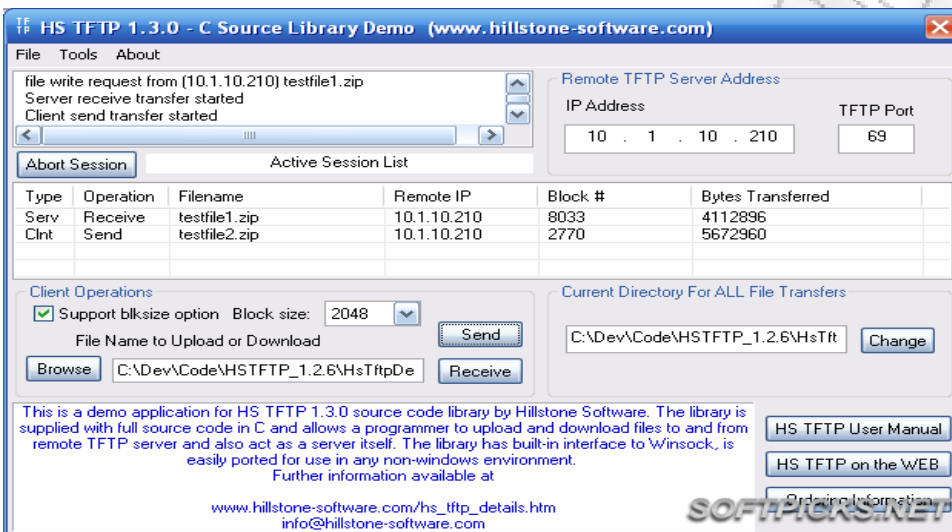 TF
TP HS TFTP 1.3.0 - C Source Library Demo (www.hillstone-software.com)
File Tools About
file write request from (10.1.10.210) testfile1.zip
Server receive transfer started
Client send transfer started
Remote TFTP Server Address
IP Address
TFTP Port
10 . 1 . 10 . 210
69
Abort Session
Active Session List
Type Operation Filename Remote IP Block # Bytes Transferred
Serv Receive testfile1.zip 10.1.10.210 8033 4112896
Clnt Send testfile2.zip 10.1.10.210 2770 5672960
Client Operations
Support blksize option Block size: 2048
Send
File Name to Upload or Download
Browse C:\Dev\Code\HSTFTP_1.2.6\HsTftpDe Receive
Current Directory For ALL File Transfers
C:\Dev\Code\HSTFTP_1.2.6\HsTft Change
This is a demo application for HS TFTP 1.3.0 source code library by Hillstone Software. The library is
supplied with full source code in C and allows a programmer to upload and download files to and from
remote TFTP server and also act as a server itself. The library has built-in interface to Winsock, is
easily ported for use in any non-windows environment.
Further information available at
www.hillstone-software.com/hs_tftp_details.htm
info@hillstone-software.com
HS TFTP User Manual
HS TFTP on the WEB
Ordering Information
SOFTPICKS.NET